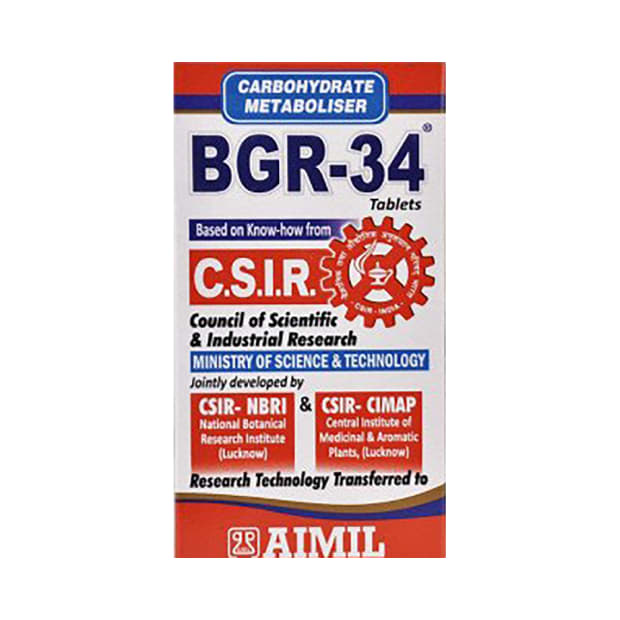 CARBOHYDRATE
METABOLISER
BGR-34®
Tablets
Based on Know-how from
C.S.I.R.
CSIR - INDIA
Council of Scientific
& Industrial Research
MINISTRY OF SCIENCE & TECHNOLOGY
Jointly developed by
CSIR- NBRI & CSIR- CIMAP
National Botanical
Research Institute
(Lucknow)
Central Institute of
Medicinal & Aromatic
Plants, (Lucknow)
Research Technology Transferred to
AIMIL